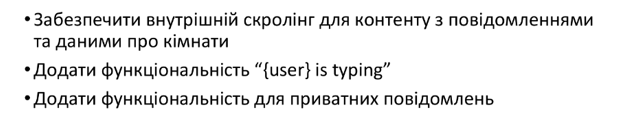 • Забезпечити внутрішній скролінг для контенту з повідомленнями
та даними про кімнати
• Додати функціональність “{user} is typing”
• Додати функціональність для приватних повідомлень